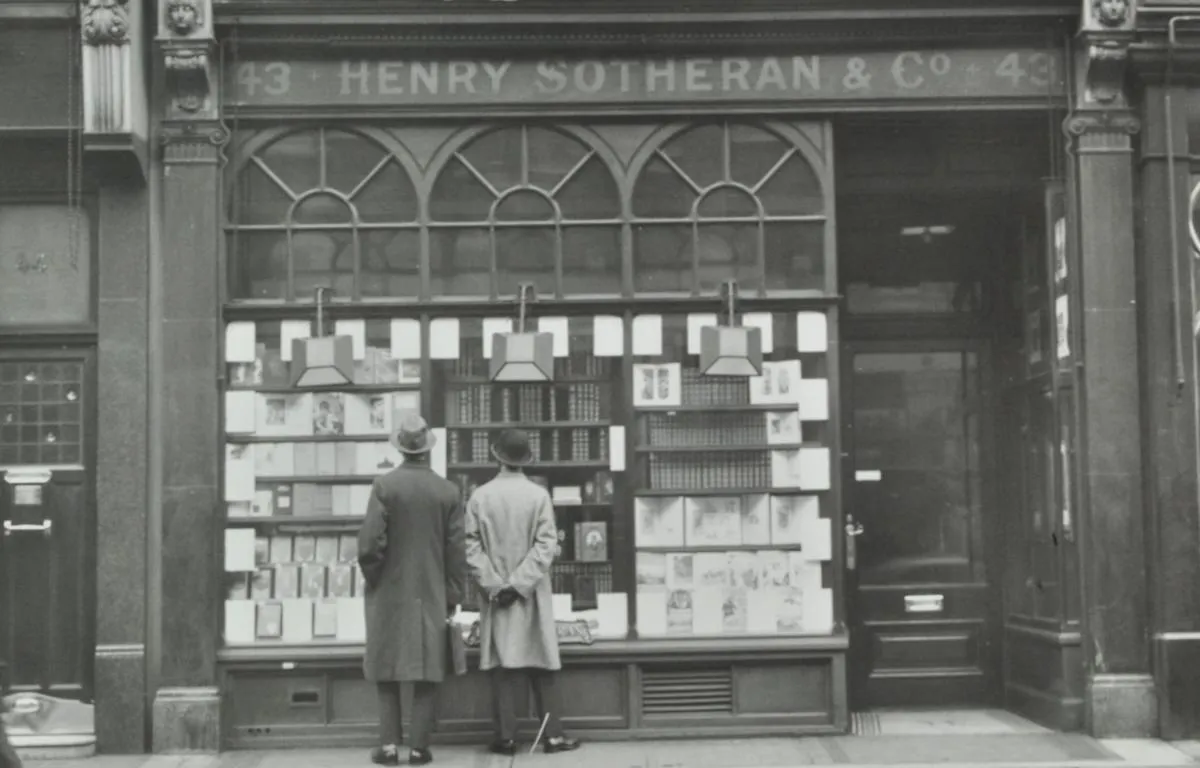 43 · HENRY SOTHERAN & Cº · 43